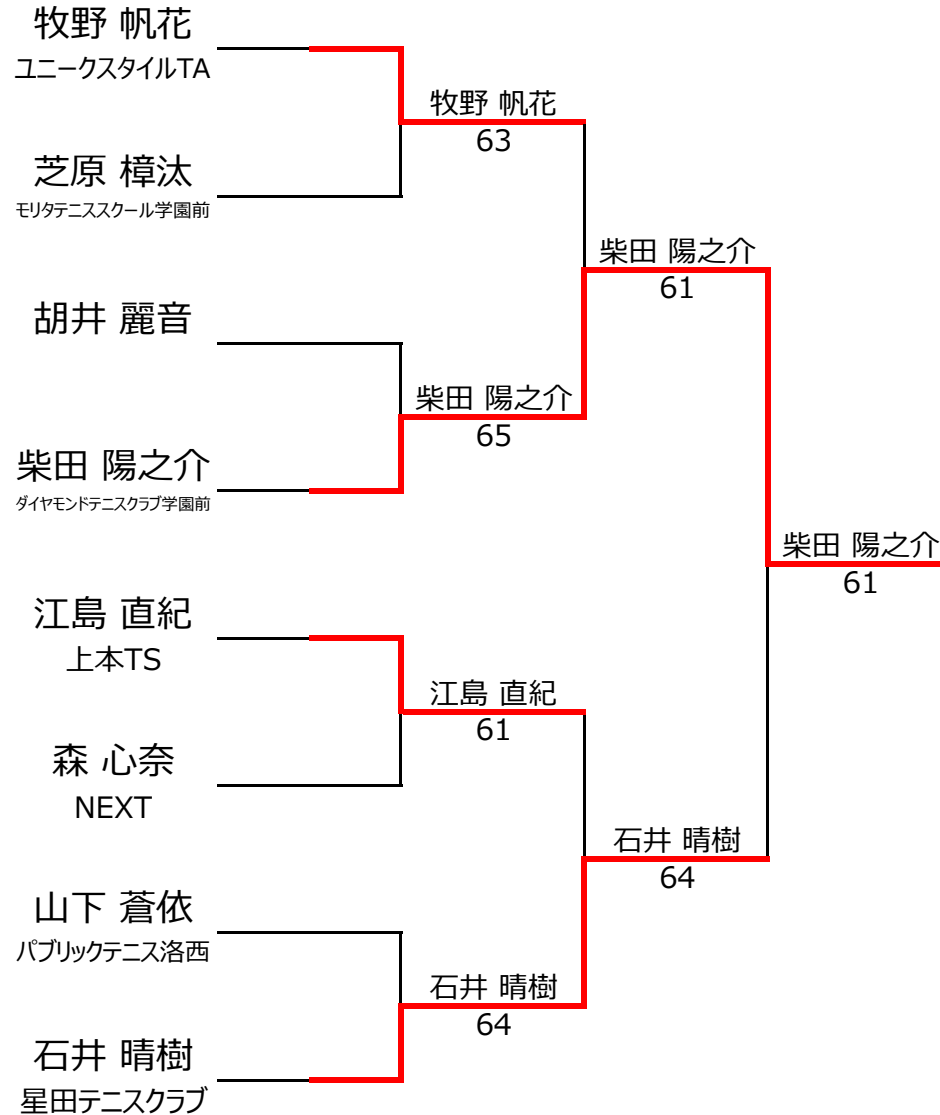 牧野 帆花
ユニークスタイルTA
芝原 樟汰
モリタテニススクール学園前
胡井 麗音
柴田 陽之介
ダイヤモンドテニスクラブ学園前
江島 直紀
上本TS
森 心奈
NEXT
山下 蒼依
パブリックテニス洛西
石井 晴樹
星田テニスクラブ
牧野 帆花
63
柴田 陽之介
65
江島 直紀
61
石井 晴樹
64
柴田 陽之介
61
石井 晴樹
64
柴田 陽之介
61